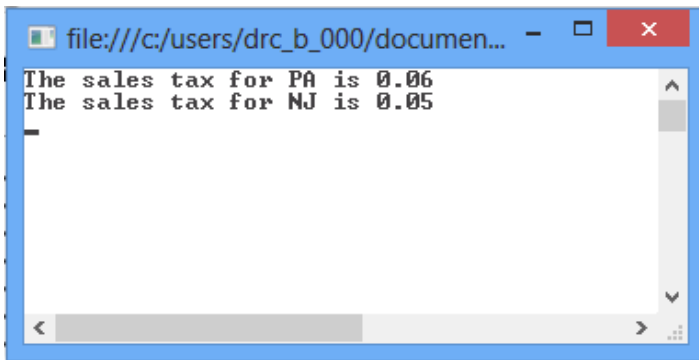 file:///c:/users/drc_b_000/documen...
The sales tax for PA is 0.06
The sales tax for NJ is 0.05